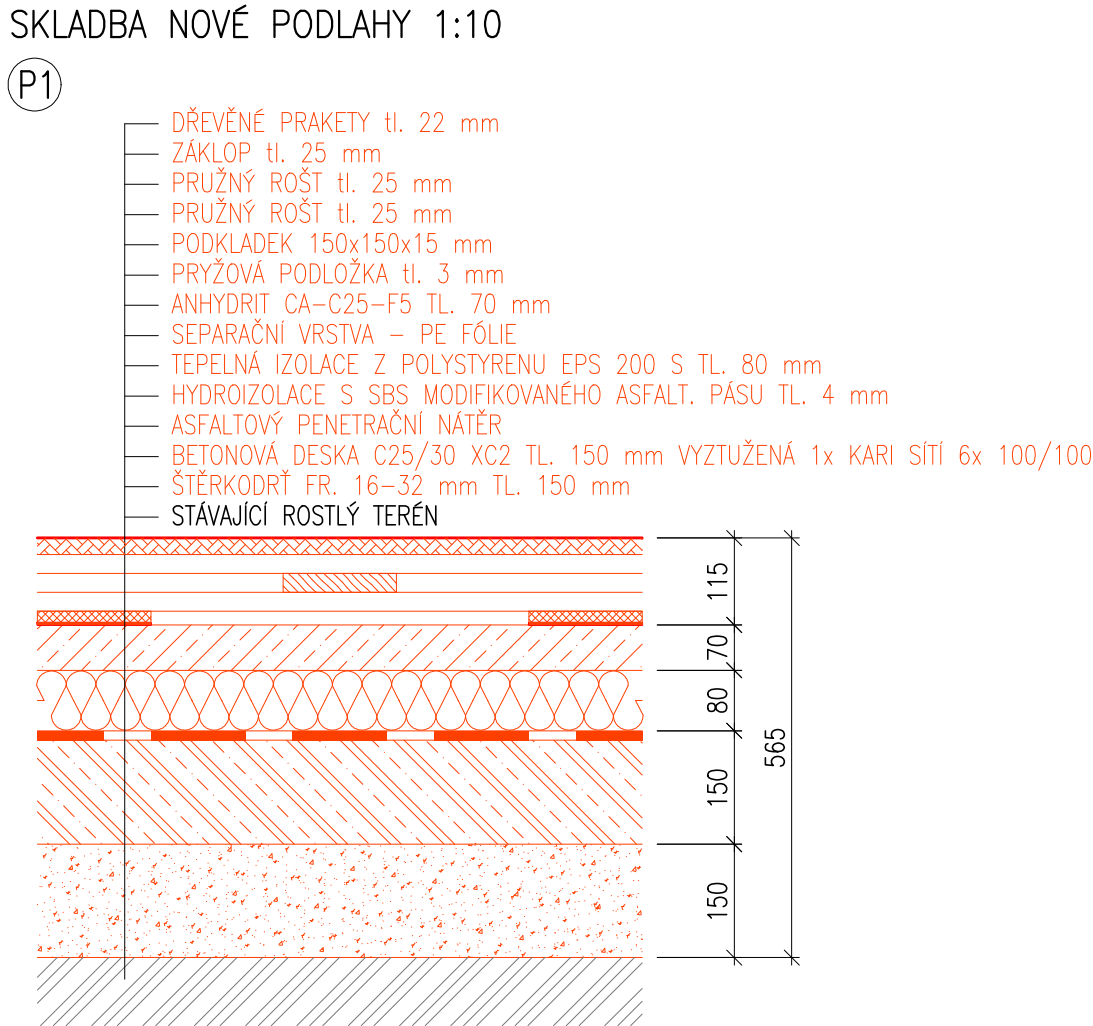 SKLADBA NOVÉ PODLAHY 1:10
P1
DŘEVĚNÉ PRAKETY tl. 22 mm
ZÁKLOP tl. 25 mm
PRUŽNÝ ROŠT tl. 25 mm
PRUŽNÝ ROŠT tl. 25 mm
PODKLADEK 150x150x15 mm
PRYŽOVÁ PODLOŽKA tl. 3 mm
ANHYDRIT CA-C25-F5 TL. 70 mm
SEPARAČNÍ VRSTVA - PE FÓLIE
TEPELNÁ IZOLACE Z POLYSTYRENU EPS 200 S TL. 80 mm
HYDROIZOLACE S SBS MODIFIKOVANÉHO ASFALT. PÁSU TL. 4 mm
ASFALTOVÝ PENETRAČNÍ NÁTĚR
BETONOVÁ DESKA C25/30 XC2 TL. 150 mm VYZTUŽENÁ 1x KARI SÍTÍ 6x 100/100
ŠTĚRKODRŤ FR. 16-32 mm TL. 150 mm
STÁVAJÍCÍ ROSTLÝ TERÉN
115
70
80
150
150
565